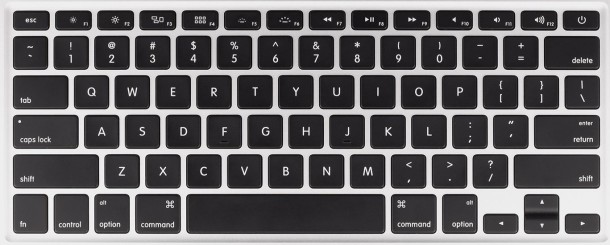 esc F1 F2 F3 F4 F5 F6 F7 F8 F9 F10 F11 F12
~ ! @ # $ % ^ & * ( ) – +
` 1 2 3 4 5 6 7 8 9 0 - = delete
tab Q W E R T Y U I O P { [ } ] | \
caps lock A S D F G H J K L : ; " ' enter return
shift Z X C V B N M < , > . ? / shift
fn control alt option ⌘ command ⌘ command alt option ◄ ▲ ▼ ►